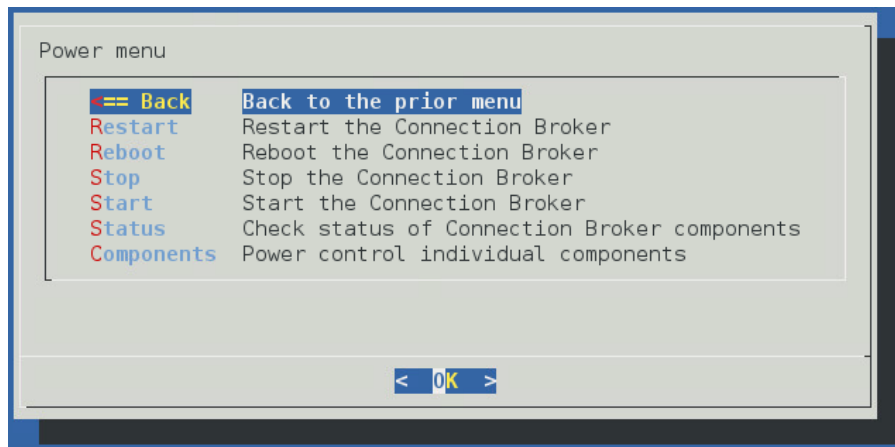 Power menu
<== Back Back to the prior menu
Restart Restart the Connection Broker
Reboot Reboot the Connection Broker
Stop Stop the Connection Broker
Start Start the Connection Broker
Status Check status of Connection Broker components
Components Power control individual components
< OK >